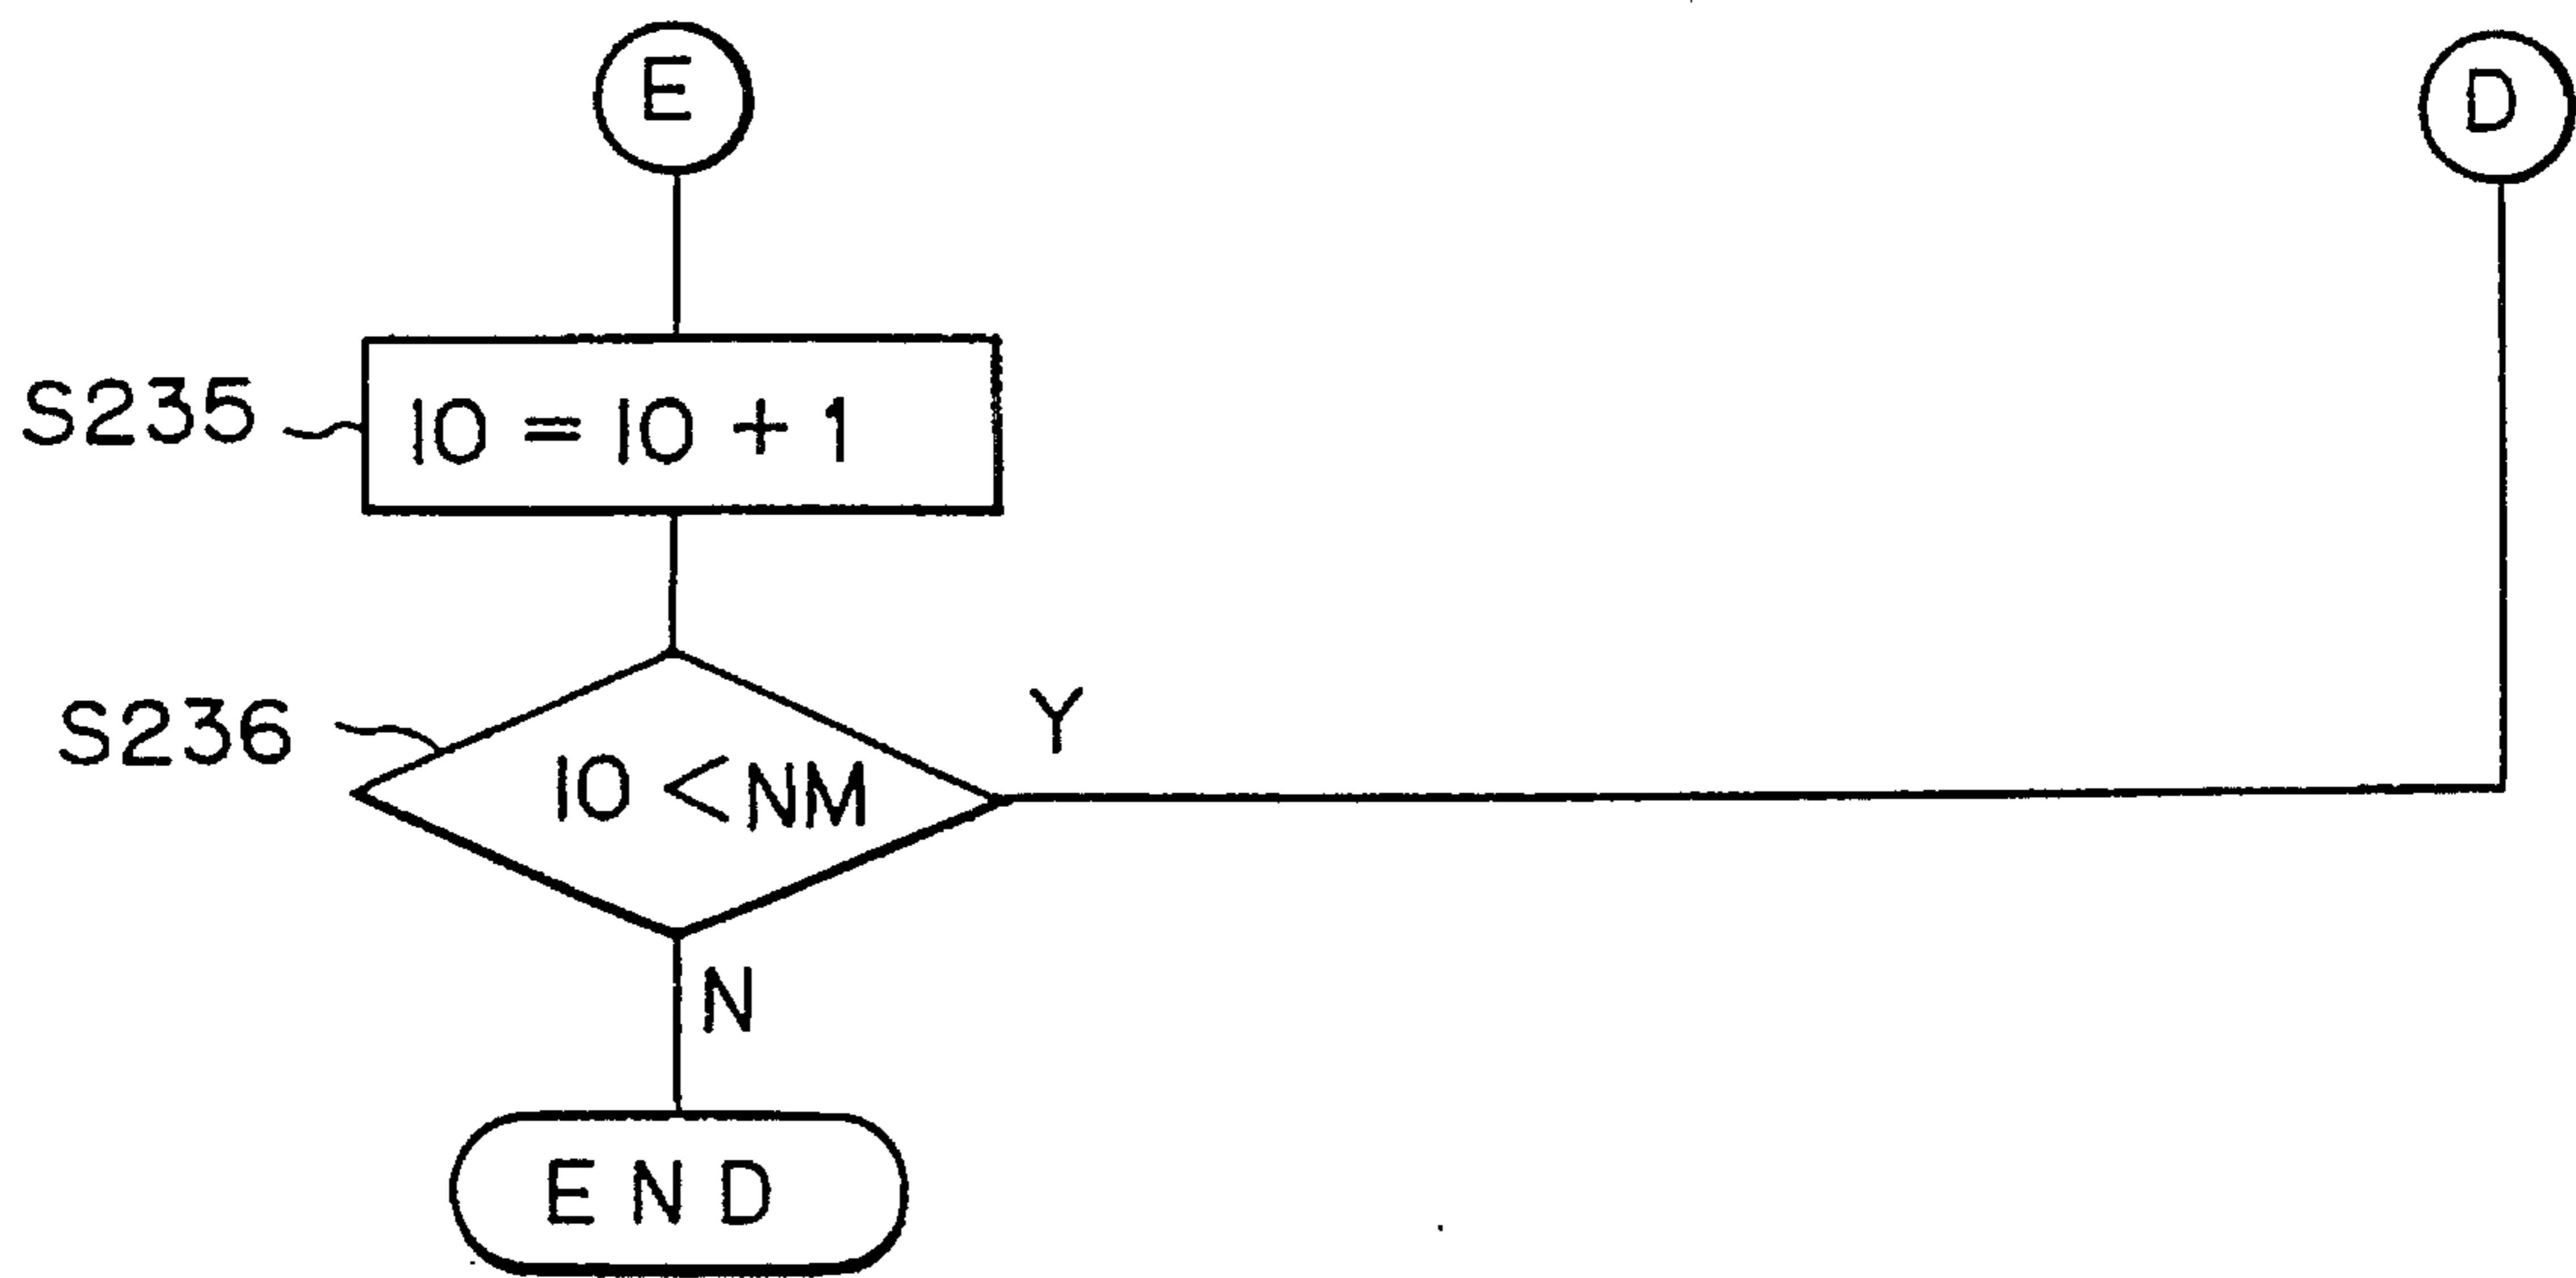 E
D
S235
I0 = I0 + 1
S236
I0 < NM
Y
N
END